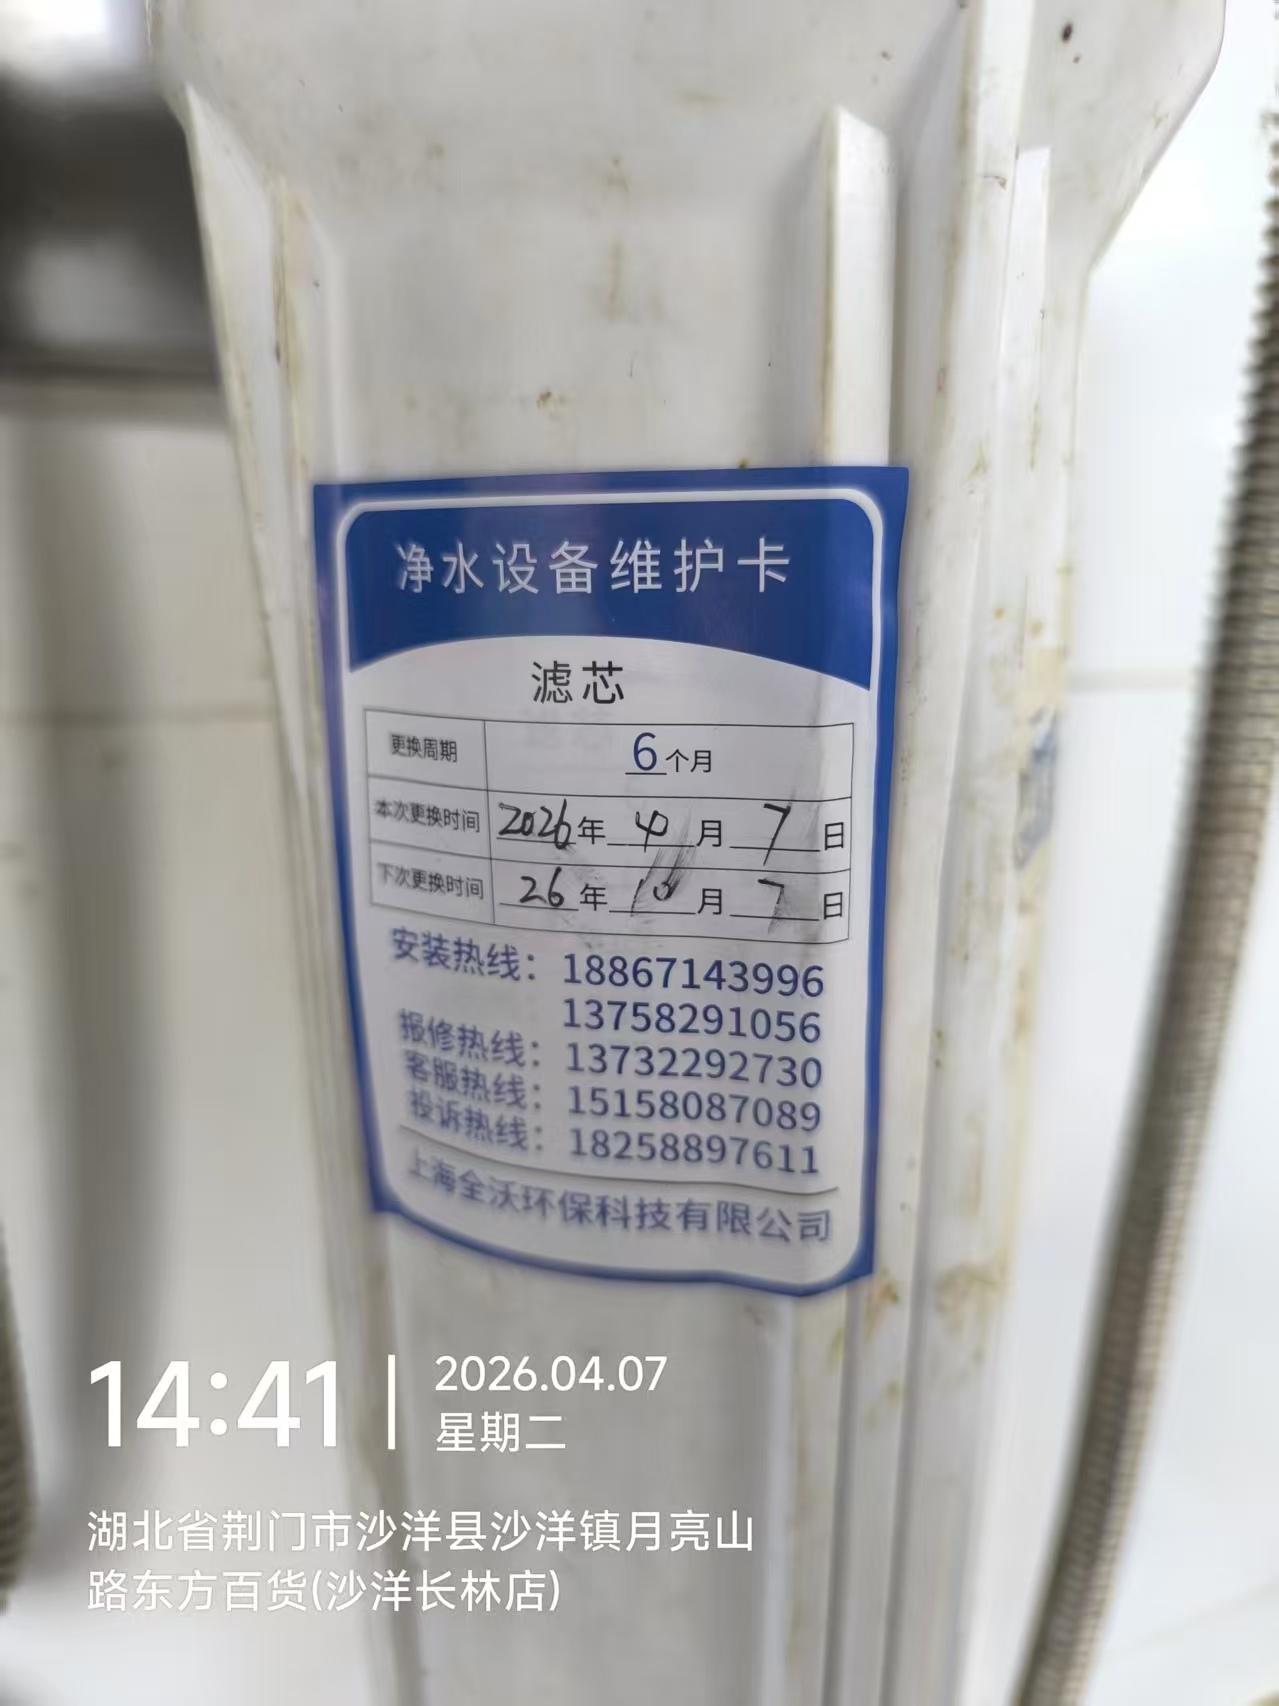 净水设备维护卡
滤芯
更换周期 6个月
本次更换时间 2026年4月7日
下次更换时间 26年10月7日
安装热线：18867143996
13758291056
报修热线：13732292730
客服热线：15158087089
投诉热线：18258897611
上海全沃环保科技有限公司
14:41 2026.04.07
星期二
湖北省荆门市沙洋县沙洋镇月亮山
路东方百货(沙洋长林店)